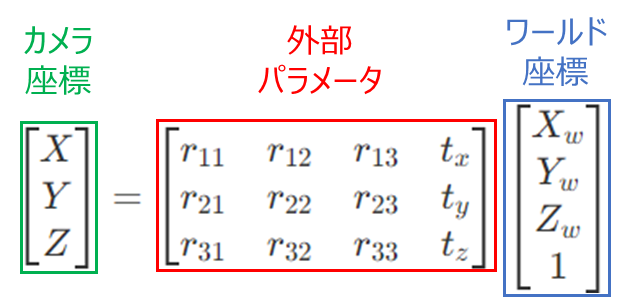 カメラ
座標
外部
パラメータ
ワールド
座標
X
Y
Z
=
r11 r12 r13 tx
r21 r22 r23 ty
r31 r32 r33 tz
Xw
Yw
Zw
1